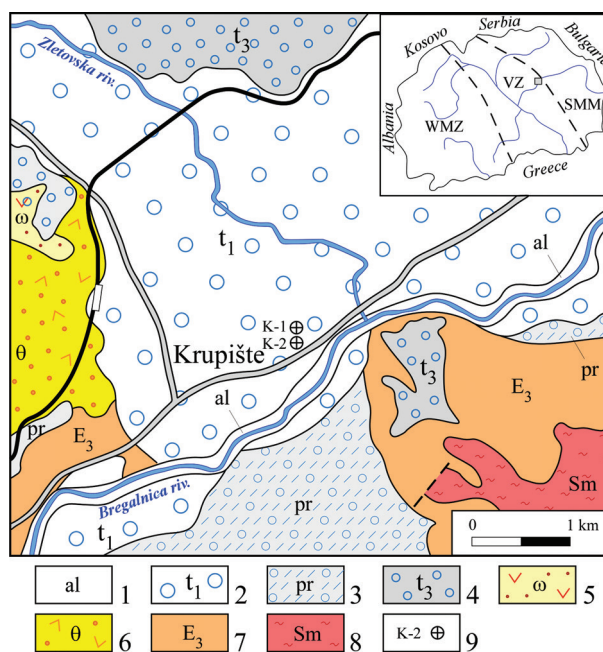 Zletovska riv.
t3
Kosovo
Serbia
Bulgaria
Albania
WMZ
VZ
SMM
Greece
ω
t1
al
K-1 ⊕
K-2 ⊕
Krupište
θ
t3
pr
E3
pr
E3
al
pr
Sm
Bregalnica riv.
t1
0 1 km
al 1 t1 2 pr 3 t3 4 ω 5
θ 6 E3 7 Sm 8 K-2 ⊕ 9